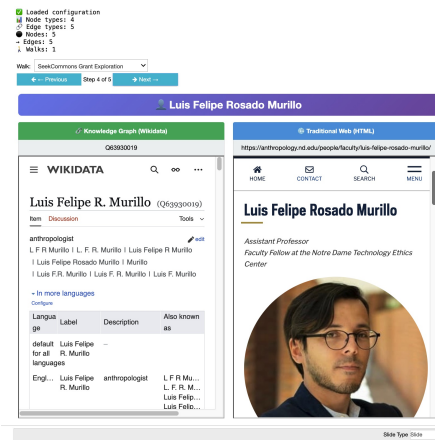 Loaded configuration
Node types: 4
Edge types: 5
Nodes: 5
→ Edges: 5
Walks: 1
Walk: SeekCommons Grant Exploration
← Previous
Step 4 of 5
→ Next
Luis Felipe Rosado Murillo
Knowledge Graph (Wikidata)
Q63930019
WIKIDATA
Luis Felipe R. Murillo (Q63930019)
Item Discussion Tools
anthropologist edit
L F R Murillo | L. F. R. Murillo | Luis Felipe R Murillo
| Luis Felipe Rosado Murillo | Murillo
| Luis F.R. Murillo | Luis F. R. Murillo | Luis F. Murillo
In more languages
Configure
Langua
ge
Label
Description
Also known
as
default
for all
languages
Luis Felipe
R. Murillo
–
Engl...
Luis Felipe
R. Murillo
anthropologist
L F R Mu...
L. F. R. M...
Luis Felip...
Luis Felip...
Traditional Web (HTML)
https://anthropology.nd.edu/people/faculty/luis-felipe-rosado-murillo/
HOME CONTACT SEARCH MENU
Luis Felipe Rosado Murillo
Assistant Professor
Faculty Fellow at the Notre Dame Technology Ethics
Center
Slide Type Slide